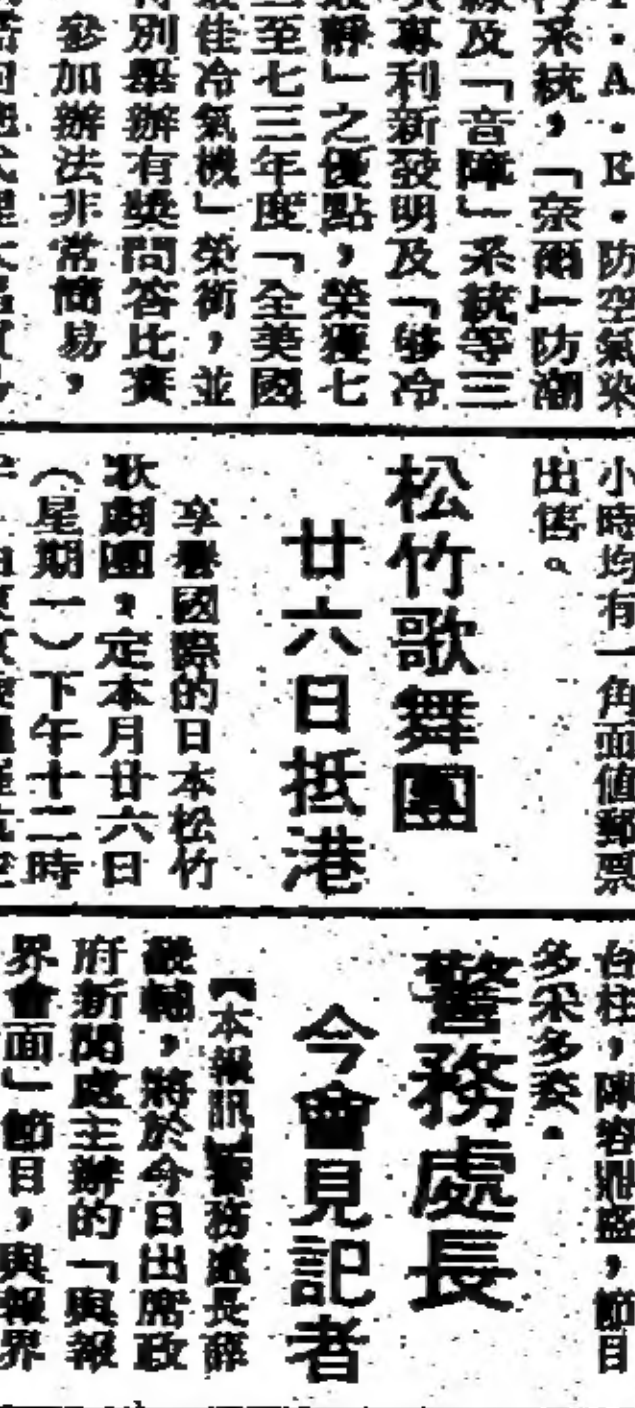 I·A·E·防空氣染
系統，「奈爾」防潮
線及「音障」系統等三
專利新發明及「够冷
靜」之優點，榮獲七
至七三年度「全美國
最佳冷氣機」榮銜，並
特別舉辦有獎問答比賽
參加辦法非常簡易，
小時均有一角面值郵票
出售。
松竹歌舞團
廿六日抵港
享譽國際的日本松竹
歌劇團，定本月廿六日
（星期一）下午十二時
台柱，陣容鼎盛，節目
多采多姿。
警務處長
今會見記者
【本報訊】警務處長薛
畿輔，將於今日出席政
府新聞處主辦的「與報
界會面」節目，與報界